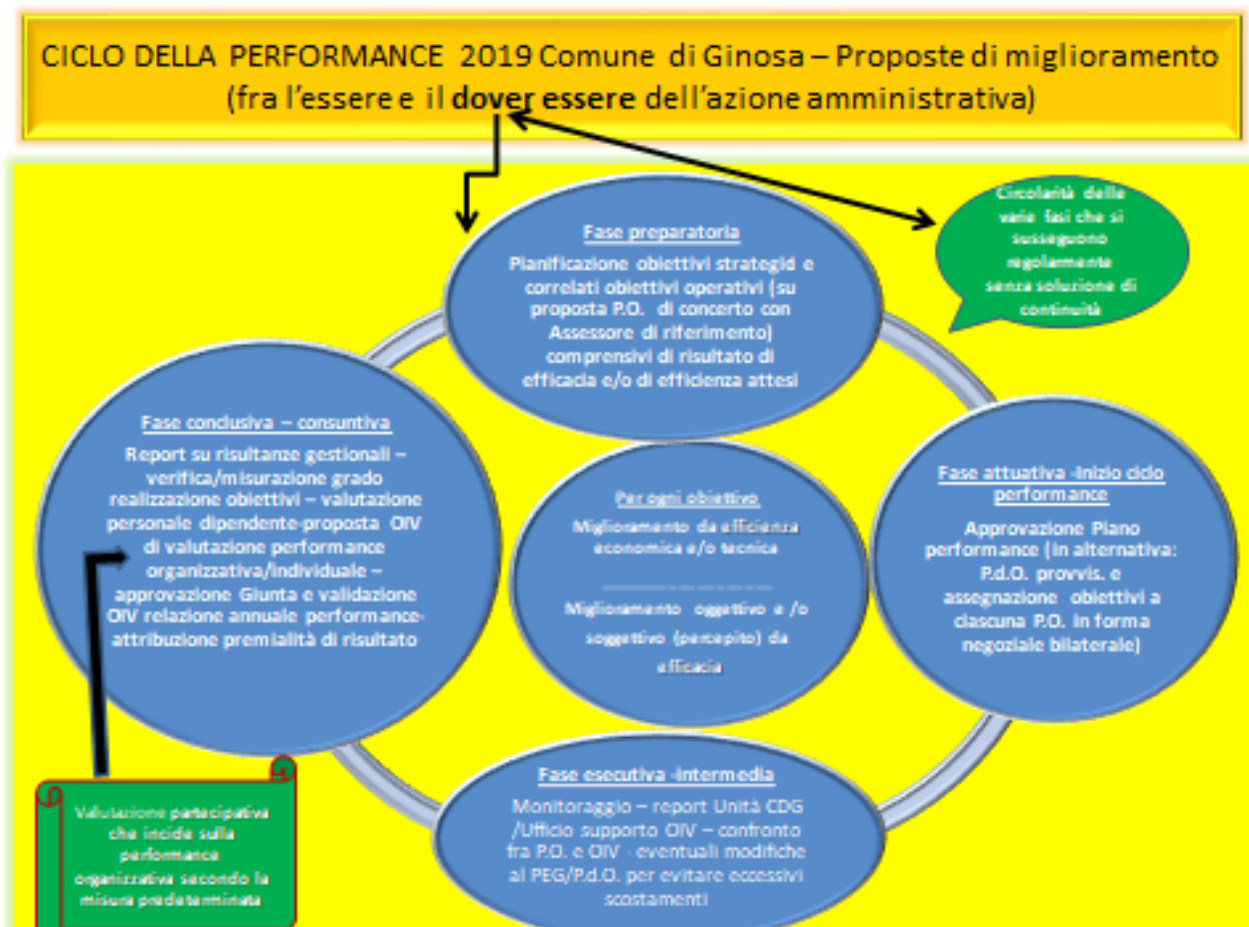 CICLO DELLA PERFORMANCE 2019 Comune di Ginosa – Proposte di miglioramento
(fra l'essere e il dover essere dell'azione amministrativa)
Circolarità delle
varie fasi che si
susseguono
regolarmente
senza soluzione di
continuità
Fase preparatoria
Pianificazione obiettivi strategid e
correlati obiettivi operativi (su
proposta P.O. di concerto con
Assessore di riferimento)
comprensivi di risultato di
efficacia e/o di efficienza attesi
Fase conclusiva – consuntiva
Report su risultanze gestionali –
verifica/misurazione grado
realizzazione obiettivi – valutazione
personale dipendente-proposta OIV
di valutazione performance
organizzativa/individuale –
approvazione Giunta e validazione
OIV relazione annuale performance-
attribuzione premialità di risultato
Per ogni obiettivo
Miglioramento da efficienza
economica e/o tecnica
___________________
Miglioramento oggettivo e /o
soggettivo (percepito) da
efficacia
Fase attuativa -Inizio ciclo
performance
Approvazione Piano
performance (in alternativa:
P.d.O. provvis. e
assegnazione obiettivi a
ciascuna P.O. in forma
negoziale bilaterale)
Fase esecutiva -intermedia
Monitoraggio – report Unità CDG
/Ufficio supporto OIV – confronto
fra P.O. e OIV - eventuali modifiche
al PEG/P.d.O. per evitare eccessivi
scostamenti
Valutazione partecipativa
che incide sulla
performance
organizzativa secondo la
misura predeterminata